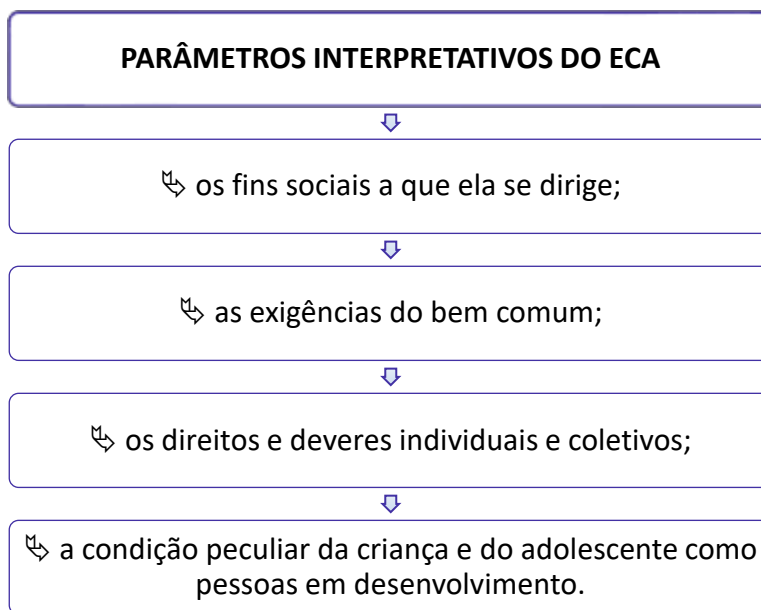 PARÂMETROS INTERPRETATIVOS DO ECA
os fins sociais a que ela se dirige;
as exigências do bem comum;
os direitos e deveres individuais e coletivos;
a condição peculiar da criança e do adolescente como
pessoas em desenvolvimento.